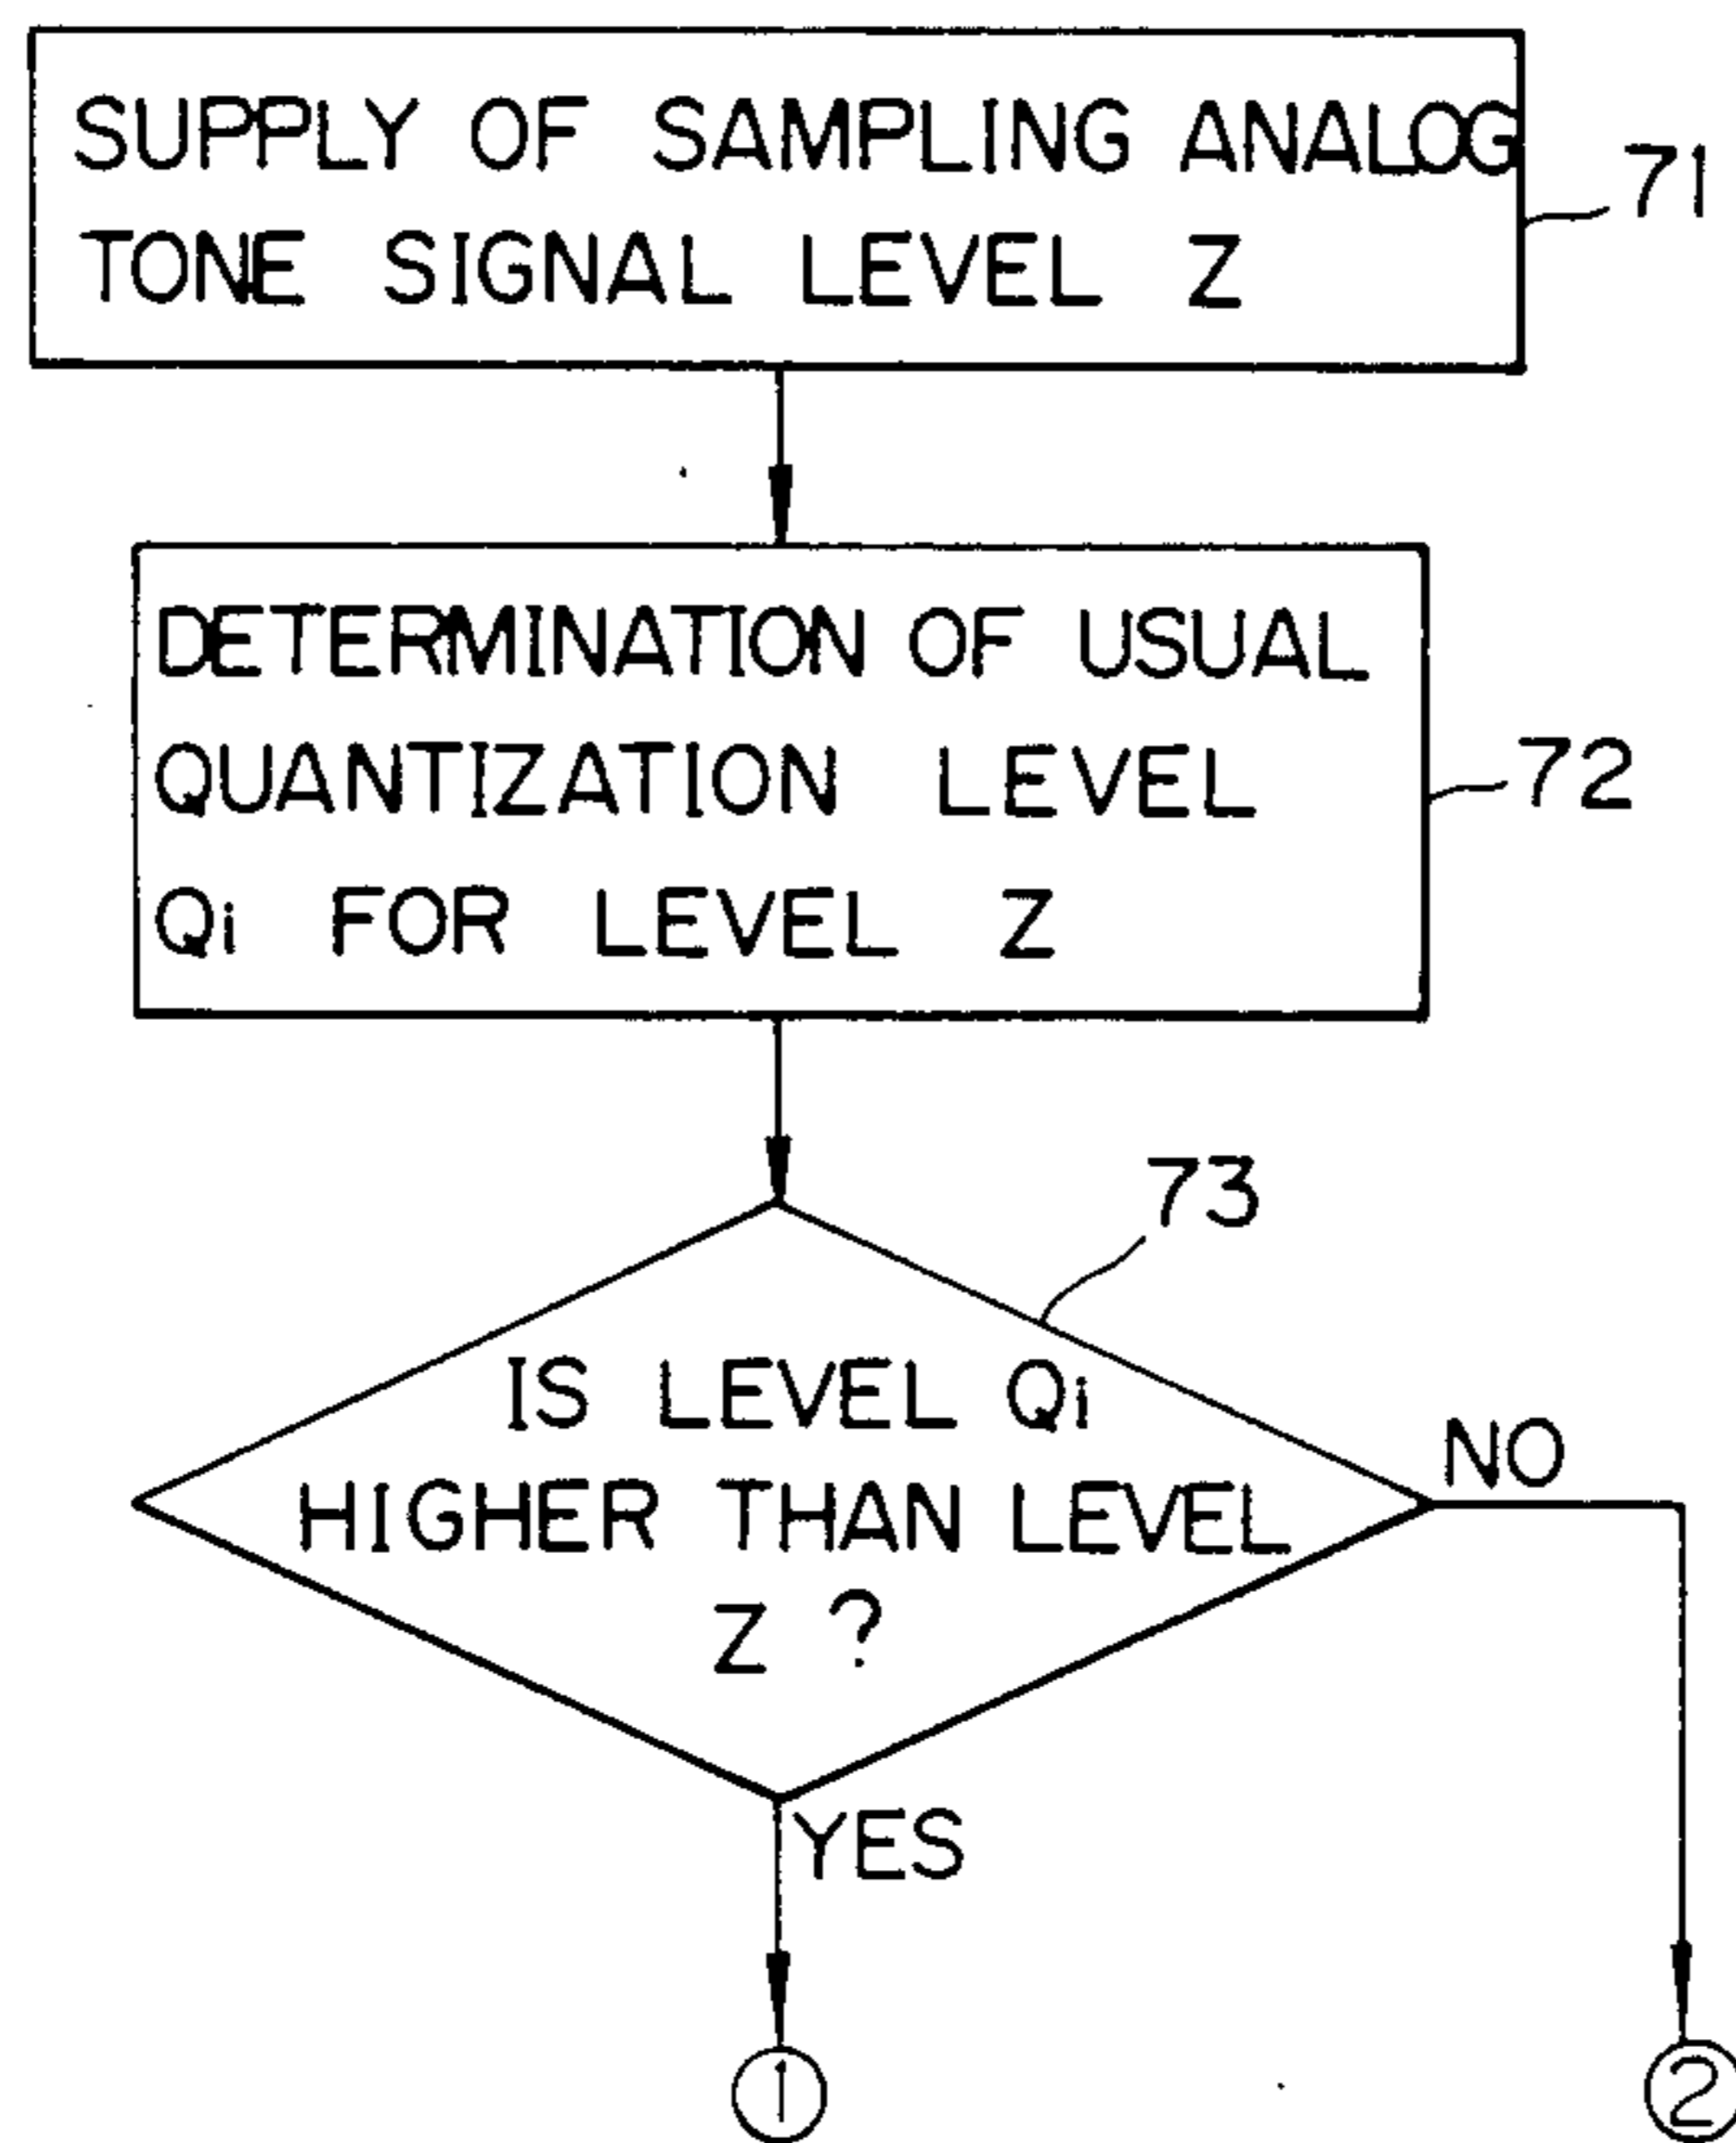 SUPPLY OF SAMPLING ANALOG
TONE SIGNAL LEVEL Z
71
DETERMINATION OF USUAL
QUANTIZATION LEVEL
Qi FOR LEVEL Z
72
73
IS LEVEL Qi
HIGHER THAN LEVEL
Z ?
NO
YES
1
2